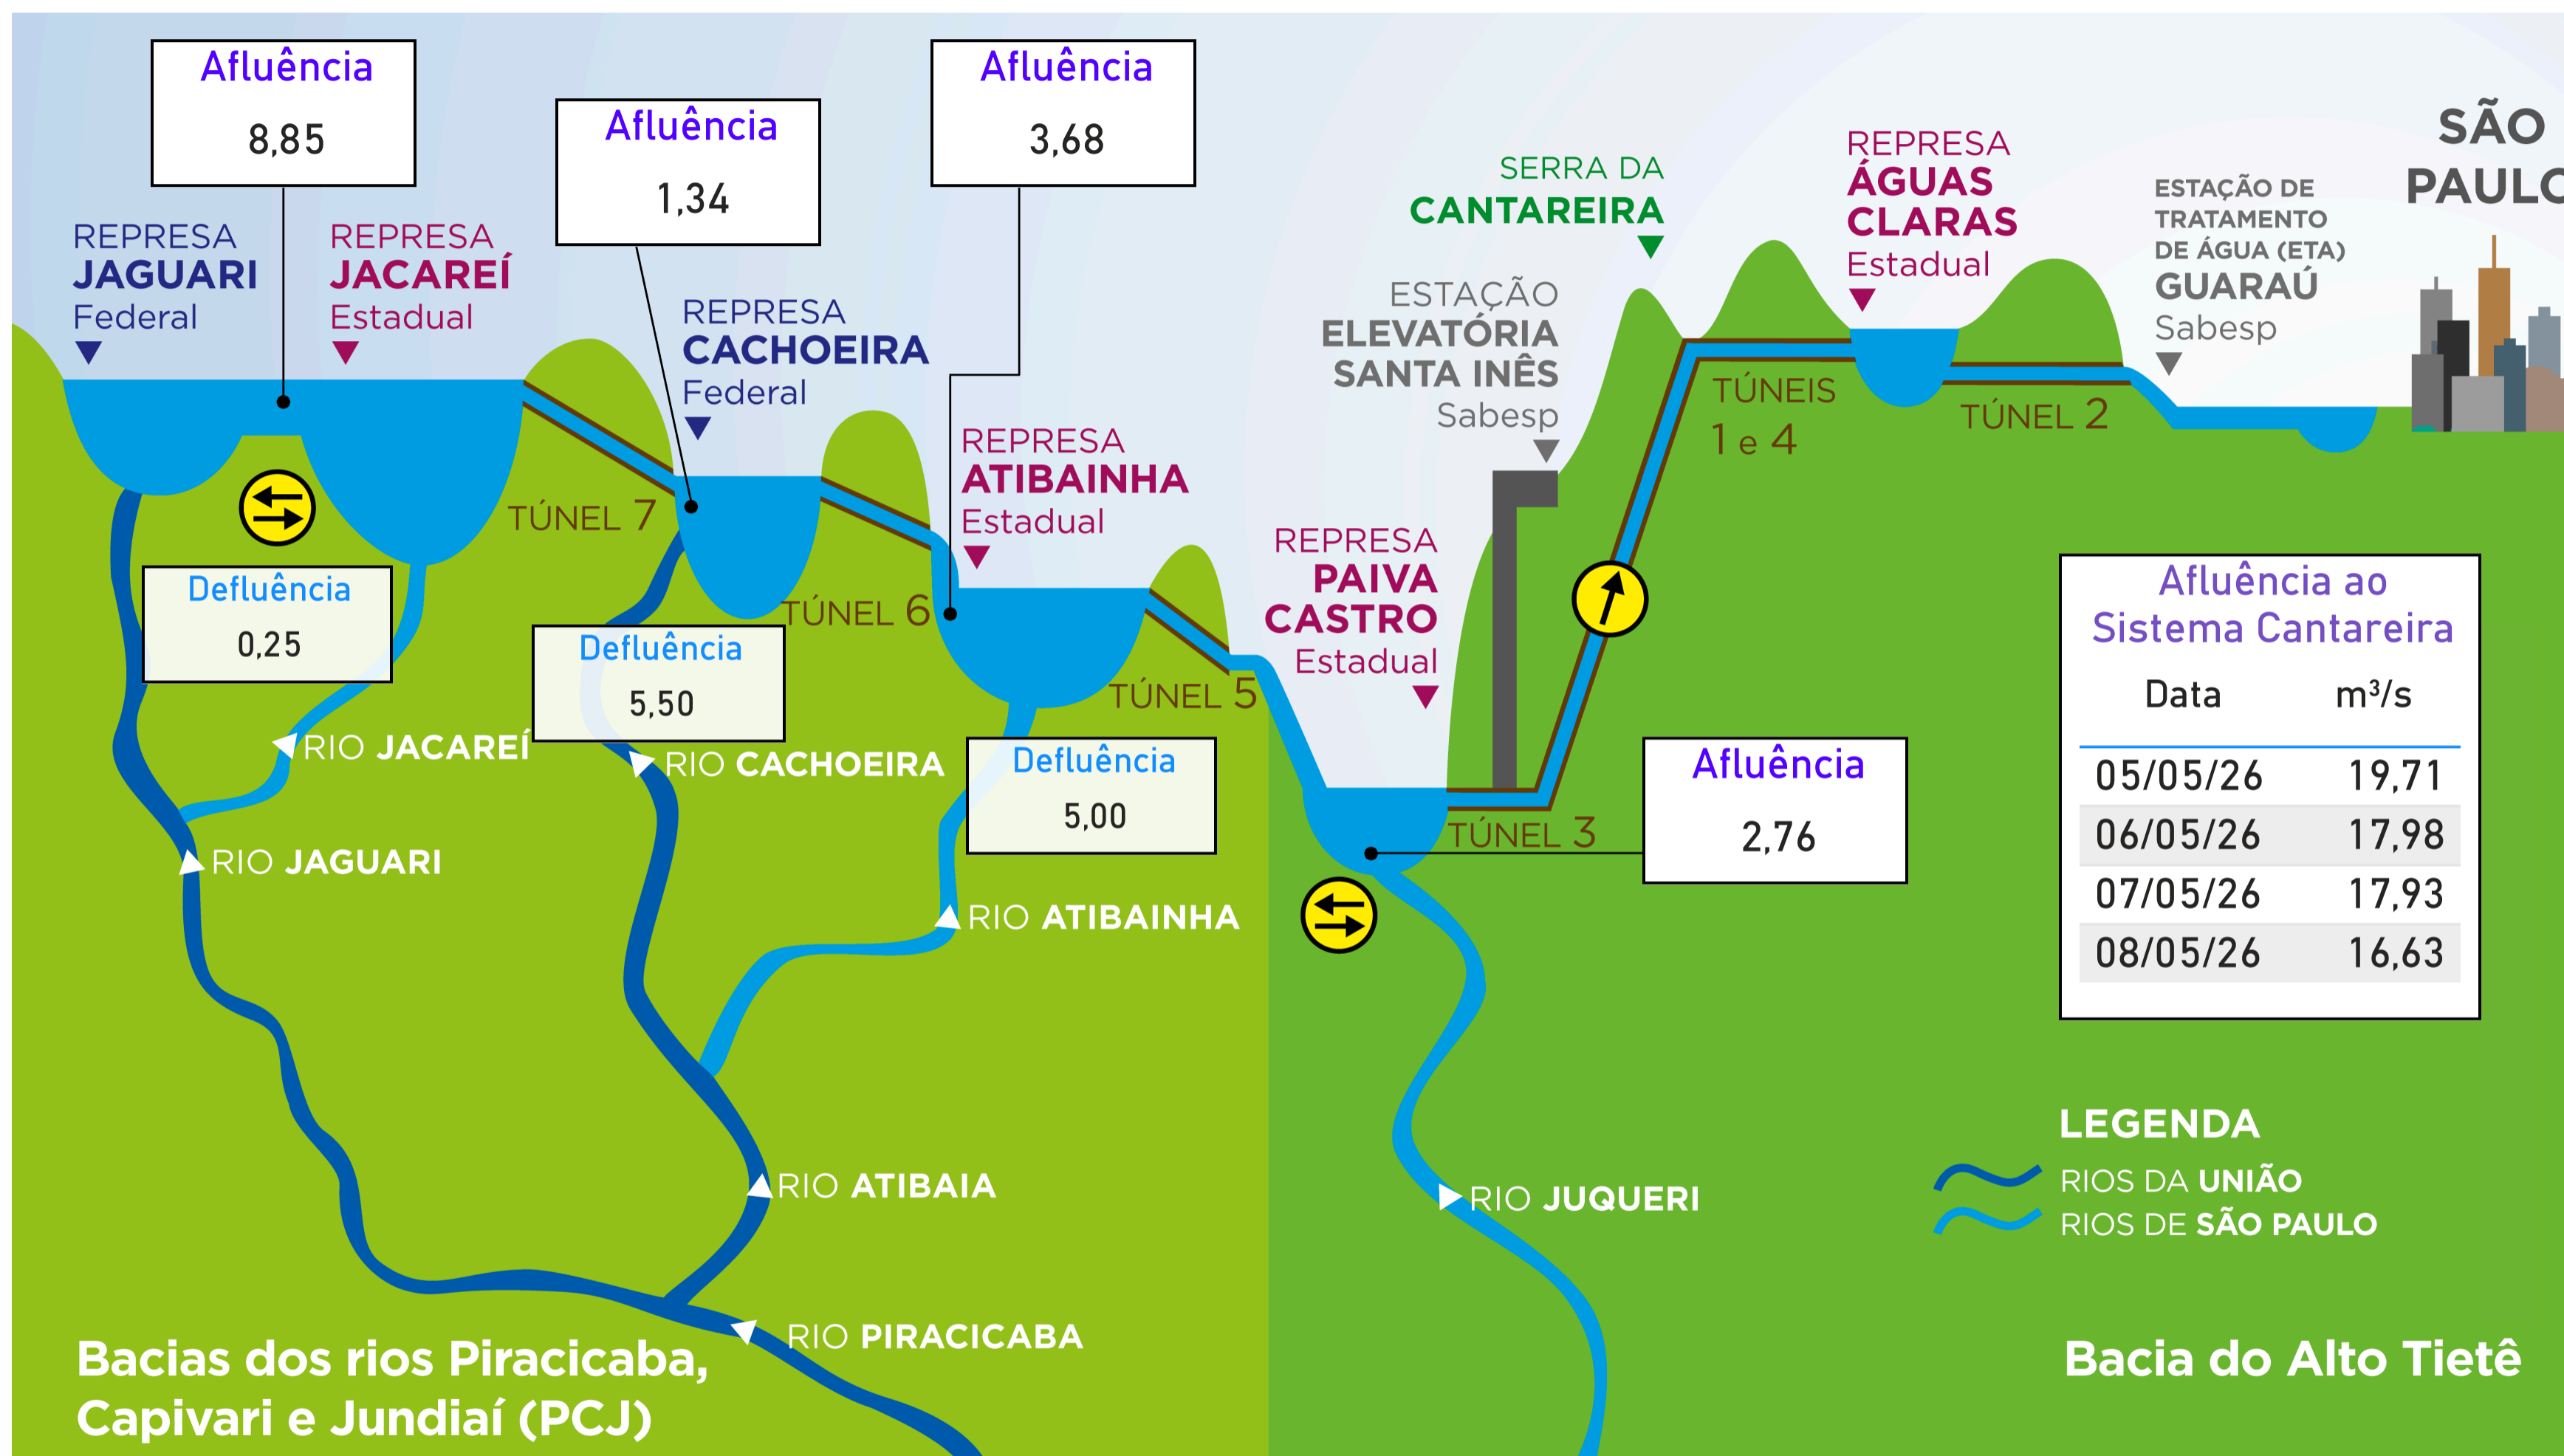 Afluência
8,85
Afluência
1,34
Afluência
3,68
REPRESA
JAGUARI
Federal
REPRESA
JACAREÍ
Estadual
REPRESA
CACHOEIRA
Federal
REPRESA
ATIBAINHA
Estadual
SERRA DA
CANTAREIRA
ESTAÇÃO
ELEVATÓRIA
SANTA INÊS
Sabesp
REPRESA
ÁGUAS
CLARAS
Estadual
ESTAÇÃO DE
TRATAMENTO
DE ÁGUA (ETA)
GUARAÚ
Sabesp
SÃO
PAULO
TÚNEIS
1 e 4
TÚNEL 2
TÚNEL 7
TÚNEL 6
TÚNEL 5
REPRESA
PAIVA
CASTRO
Estadual
TÚNEL 3
Defluência
0,25
Defluência
5,50
Defluência
5,00
Afluência
2,76
RIO JACAREÍ
RIO CACHOEIRA
RIO JAGUARI
RIO ATIBAINHA
RIO ATIBAIA
RIO JUQUERI
RIO PIRACICABA
Afluência ao
Sistema Cantareira
Data m³/s
05/05/26 19,71
06/05/26 17,98
07/05/26 17,93
08/05/26 16,63
LEGENDA
RIOS DA UNIÃO
RIOS DE SÃO PAULO
Bacias dos rios Piracicaba,
Capivari e Jundiaí (PCJ)
Bacia do Alto Tietê